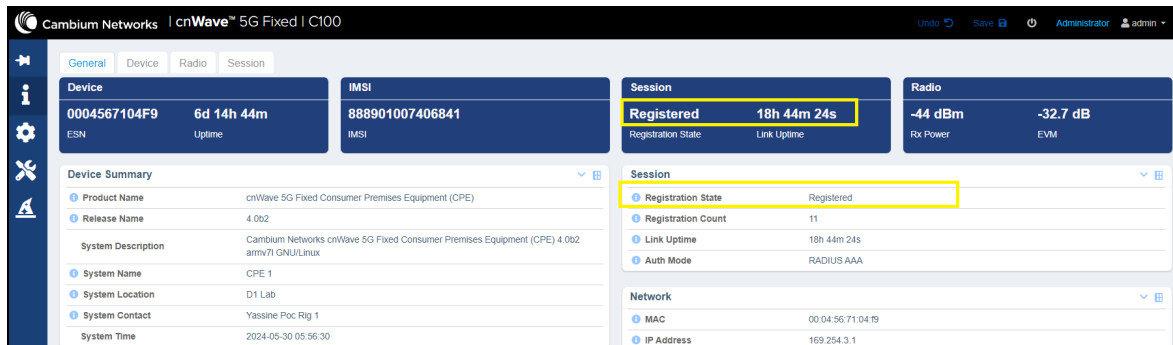 Cambium Networks | cnWave™ 5G Fixed | C100 Undo Save Administrator admin
General Device Radio Session
Device IMSI Session Radio
0004567104F9 6d 14h 44m 888901007406841 Registered 18h 44m 24s -44 dBm -32.7 dB
ESN Uptime IMSI Registration State Link Uptime Rx Power EVM
Device Summary
Product Name cnWave 5G Fixed Consumer Premises Equipment (CPE)
Release Name 4.0b2
System Description Cambium Networks cnWave 5G Fixed Consumer Premises Equipment (CPE) 4.0b2
armv7l GNU/Linux
System Name CPE 1
System Location D1 Lab
System Contact Yassine Poc Rig 1
System Time 2024-05-30 05:56:30
Session
Registration State Registered
Registration Count 11
Link Uptime 18h 44m 24s
Auth Mode RADIUS AAA
Network
MAC 00:04:56:71:04:f9
IP Address 169.254.3.1